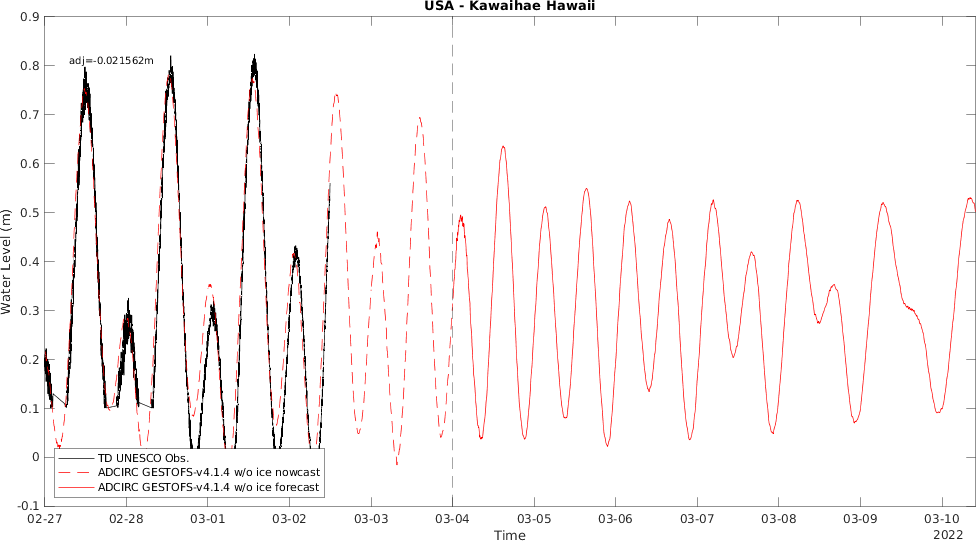 USA - Kawaihae Hawaii
adj=-0.021562m
0.9
0.8
0.7
0.6
0.5
0.4
0.3
0.2
0.1
0
-0.1
Water Level (m)
TD UNESCO Obs.
ADCIRC GESTOFS-v4.1.4 w/o ice nowcast
ADCIRC GESTOFS-v4.1.4 w/o ice forecast
02-27 02-28 03-01 03-02 03-03 03-04 03-05 03-06 03-07 03-08 03-09 03-10
Time
2022